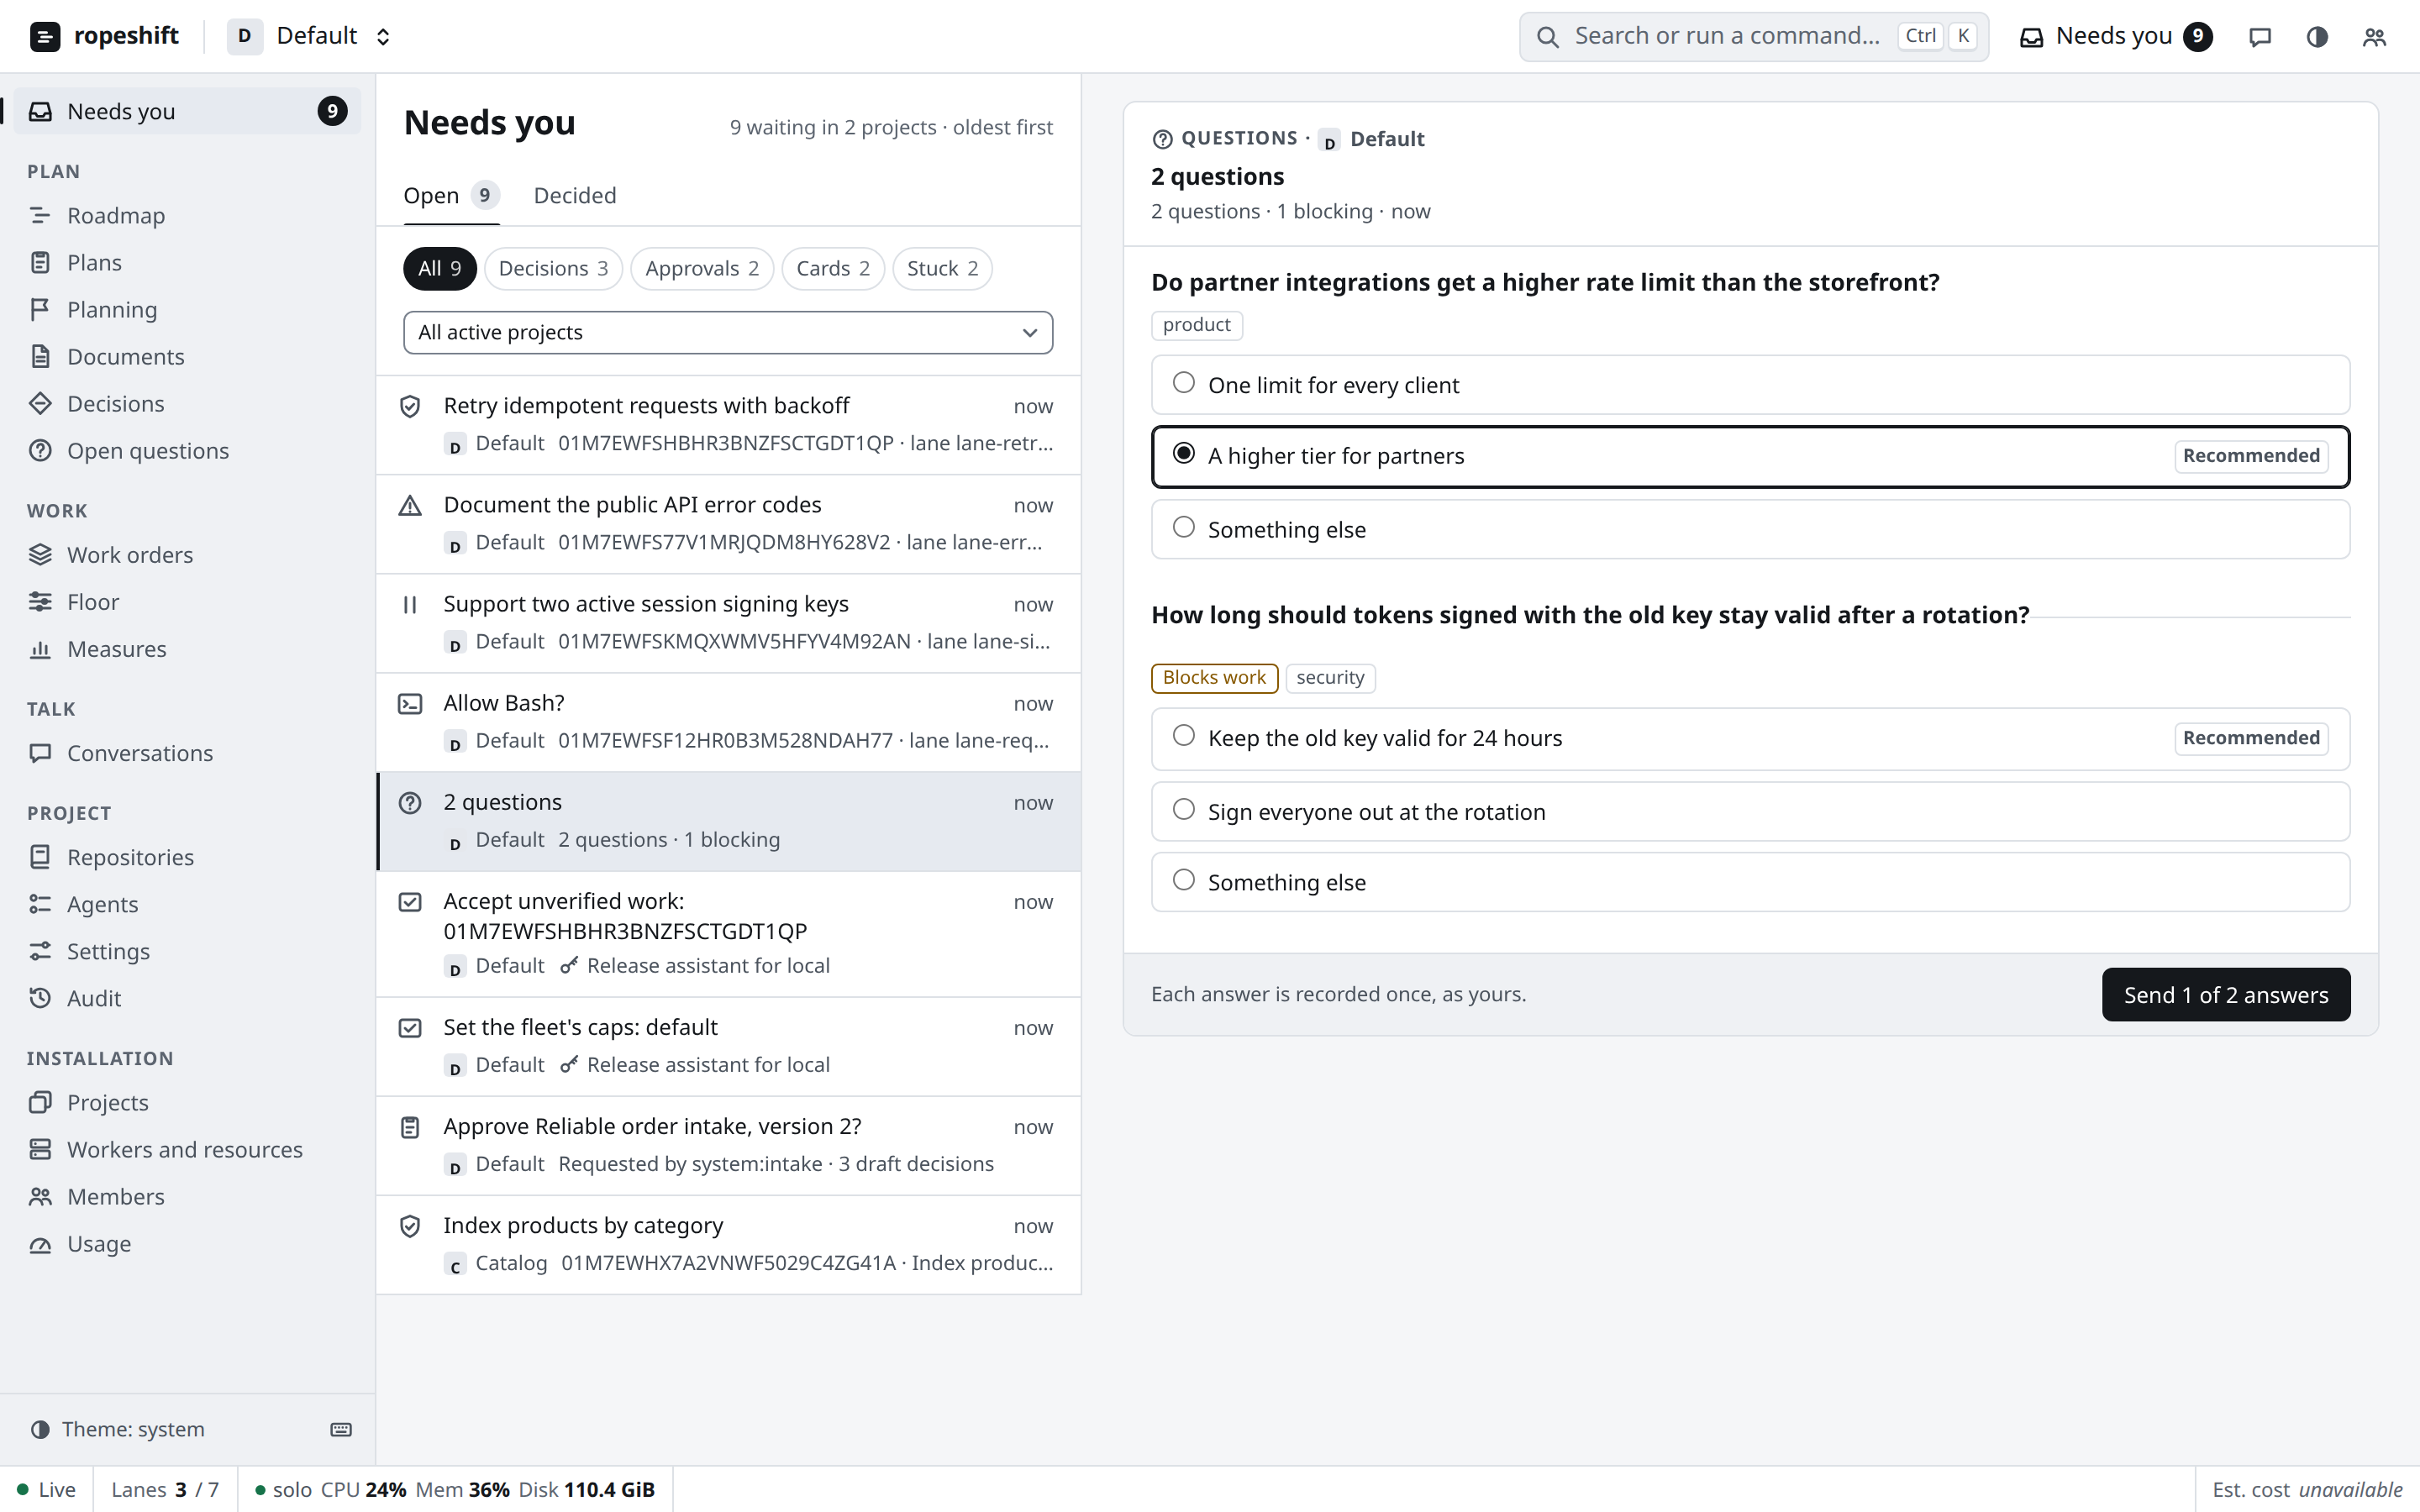 ropeshift
D Default
Search or run a command... Ctrl K
Needs you 9
Needs you 9
PLAN
Roadmap
Plans
Planning
Documents
Decisions
Open questions
WORK
Work orders
Floor
Measures
TALK
Conversations
PROJECT
Repositories
Agents
Settings
Audit
INSTALLATION
Projects
Workers and resources
Members
Usage
Theme: system
Needs you
9 waiting in 2 projects · oldest first
Open 9 Decided
All 9 Decisions 3 Approvals 2 Cards 2 Stuck 2
All active projects
Retry idempotent requests with backoff now
D Default 01M7EWFSHBHR3BNZFSCTGDT1QP · lane lane-retr...
Document the public API error codes now
D Default 01M7EWFS77V1MRJQDM8HY628V2 · lane lane-err...
Support two active session signing keys now
D Default 01M7EWFSKMQXWMV5HFYV4M92AN · lane lane-si...
Allow Bash? now
D Default 01M7EWFSF12HR0B3M528NDAH77 · lane lane-req...
2 questions now
D Default 2 questions · 1 blocking
Accept unverified work: now
01M7EWFSHBHR3BNZFSCTGDT1QP
D Default Release assistant for local
Set the fleet's caps: default now
D Default Release assistant for local
Approve Reliable order intake, version 2? now
D Default Requested by system:intake · 3 draft decisions
Index products by category now
C Catalog 01M7EWHX7A2VNWF5029C4ZG41A · Index produc...
QUESTIONS · D Default
2 questions
2 questions · 1 blocking · now
Do partner integrations get a higher rate limit than the storefront?
product
One limit for every client
A higher tier for partners Recommended
Something else
How long should tokens signed with the old key stay valid after a rotation?
Blocks work security
Keep the old key valid for 24 hours Recommended
Sign everyone out at the rotation
Something else
Each answer is recorded once, as yours.
Send 1 of 2 answers
Live
Lanes 3 / 7
solo CPU 24% Mem 36% Disk 110.4 GiB
Est. cost unavailable